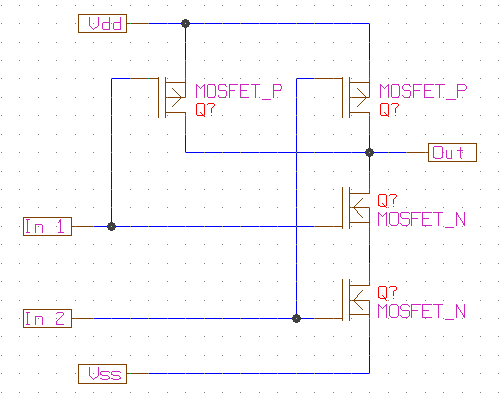 Vdd
MOSFET_P
Q?
MOSFET_P
Q?
Out
Q?
MOSFET_N
In 1
Q?
MOSFET_N
In 2
Vss